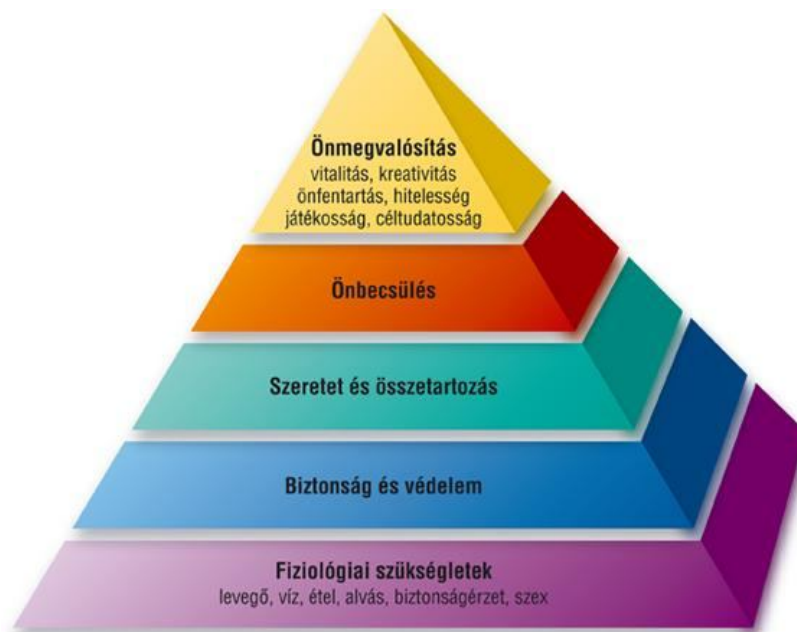 Önmegvalósítás
vitalitás, kreativitás
önfentartás, hitelesség
játékosság, céltudatosság
Önbecsülés
Szeretet és összetartozás
Biztonság és védelem
Fiziológiai szükségletek
levegő, víz, étel, alvás, biztonságérzet, szex